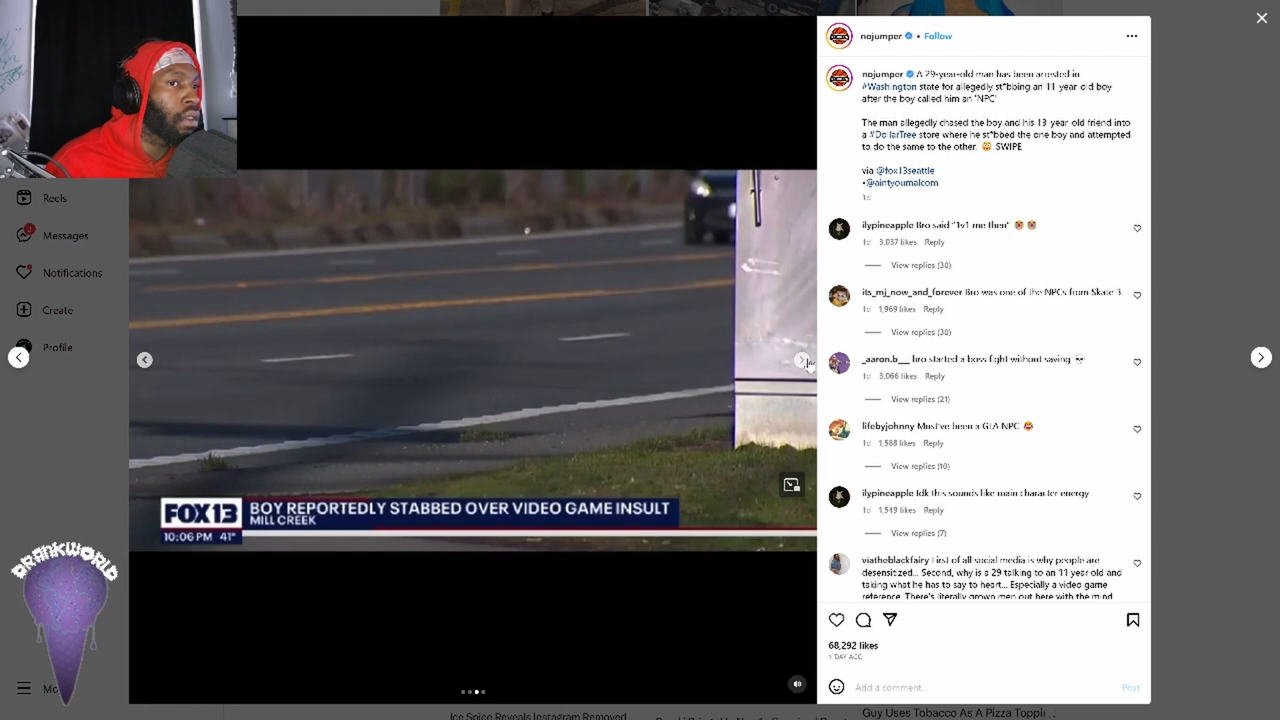 nojumper • Follow
nojumper A 29-year-old man has been arrested in
#Washington state for allegedly st*bbing an 11 year old boy
after the boy called him an 'NPC'
The man allegedly chased the boy and his 13 year old friend into
a #DollarTree store where he st*bbed the one boy and attempted
to do the same to the other. 😳 SWIPE
via @fox13seattle
•@aintyoumalcom
1d
Reels
2
Messages
Notifications
Create
Profile
ilypineapple Bro said "1v1 me then"
1d 3,037 likes Reply
View replies (30)
its_mj_now_and_forever Bro was one of the NPCs from Skate 3
1d 1,969 likes Reply
View replies (30)
_aaron.b___ bro started a boss fight without saving
1d 3,066 likes Reply
View replies (21)
lifebyjohnny Must've been a GTA NPC
1d 1,588 likes Reply
View replies (10)
ilypineapple Idk this sounds like main character energy
1d 1,549 likes Reply
View replies (7)
viatheblackfairy First of all social media is why people are
desensitized... Second, why is a 29 talking to an 11 year old and
taking what he has to say to heart... Especially a video game
reference. There's literally grown men out here with the mind
FOX 13
BOY REPORTEDLY STABBED OVER VIDEO GAME INSULT
MILL CREEK
10:06 PM 41°
68,292 likes
1 DAY AGO
Add a comment...
Post
Ice Spice Reveals Instagram Removed
Guy Uses Tobacco As A Pizza Toppi